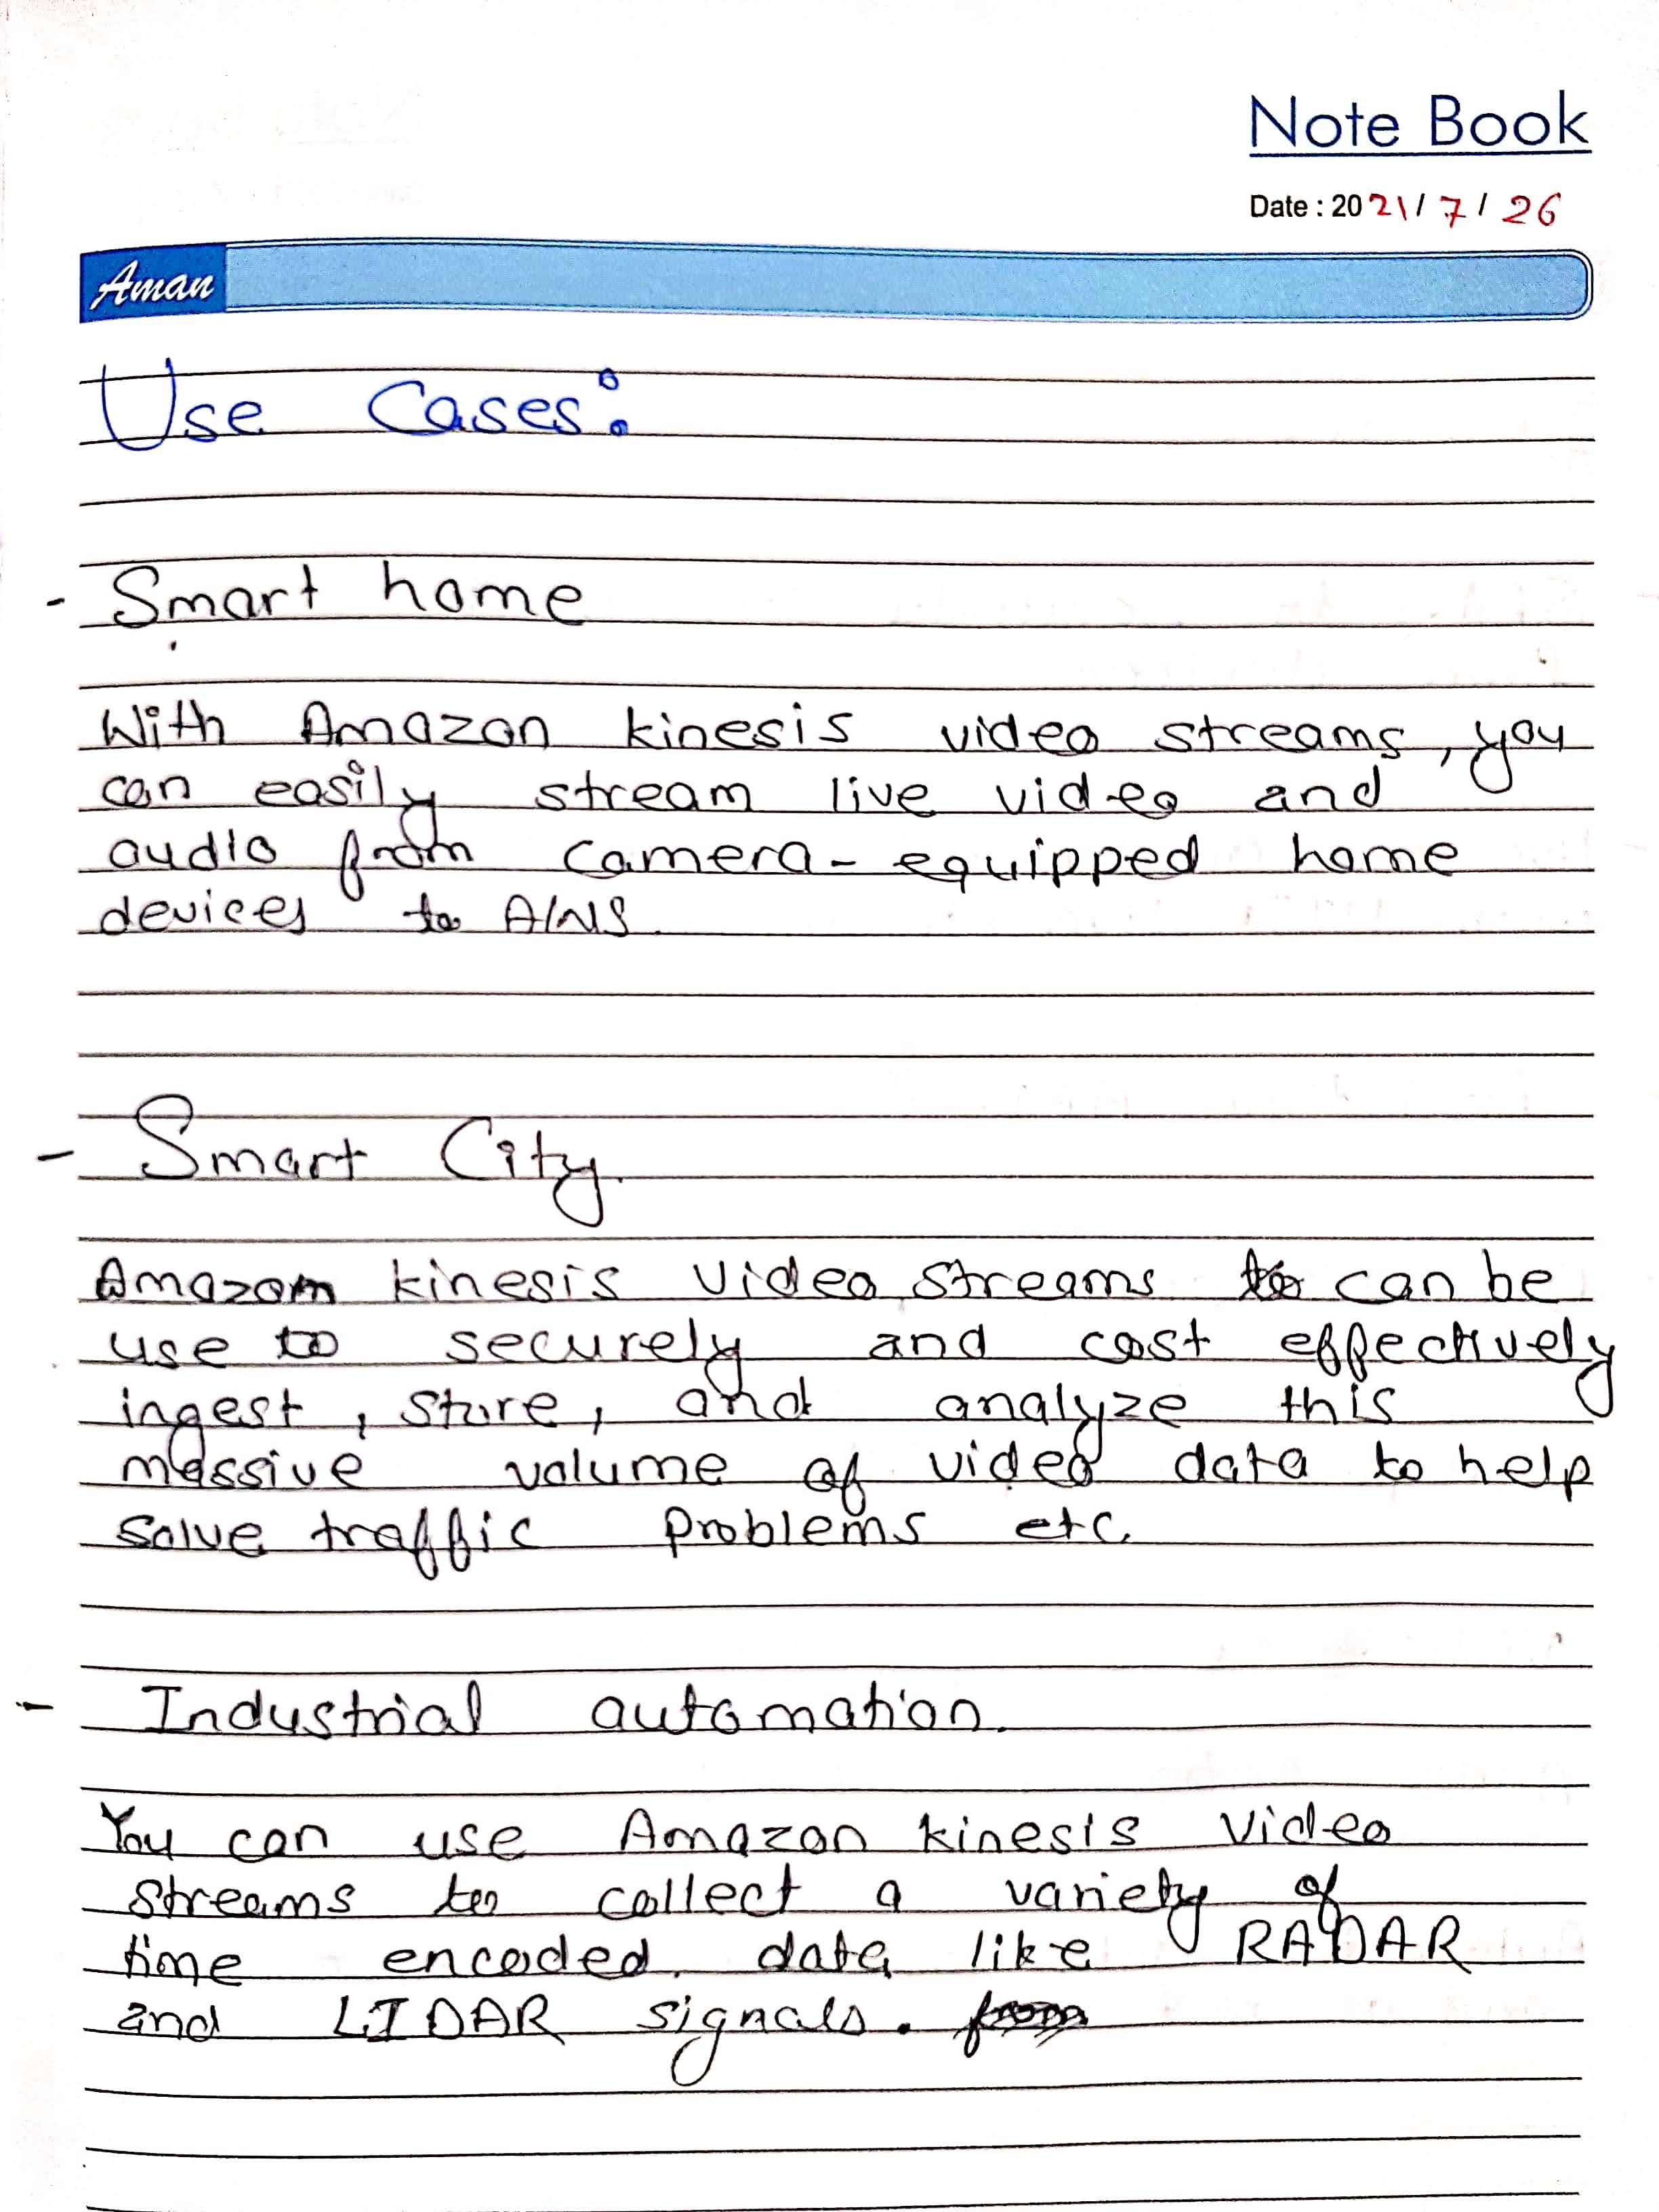 Note Book
Date : 2021/7/26
Aman
Use Cases:
- Smart home
With Amazon kinesis video streams, you
can easily stream live video and
audio from camera-equipped home
devices to AWS.
- Smart City.
Amazom kinesis Video Streams can be
use to securely and cost effectively
ingest, store, and analyze this
massive volume of video data to help
solve traffic problems etc.
- Industrial automation.
You can use Amazon kinesis Video
Streams to collect a variety of
time encoded. data like RADAR
and LIDAR signals.